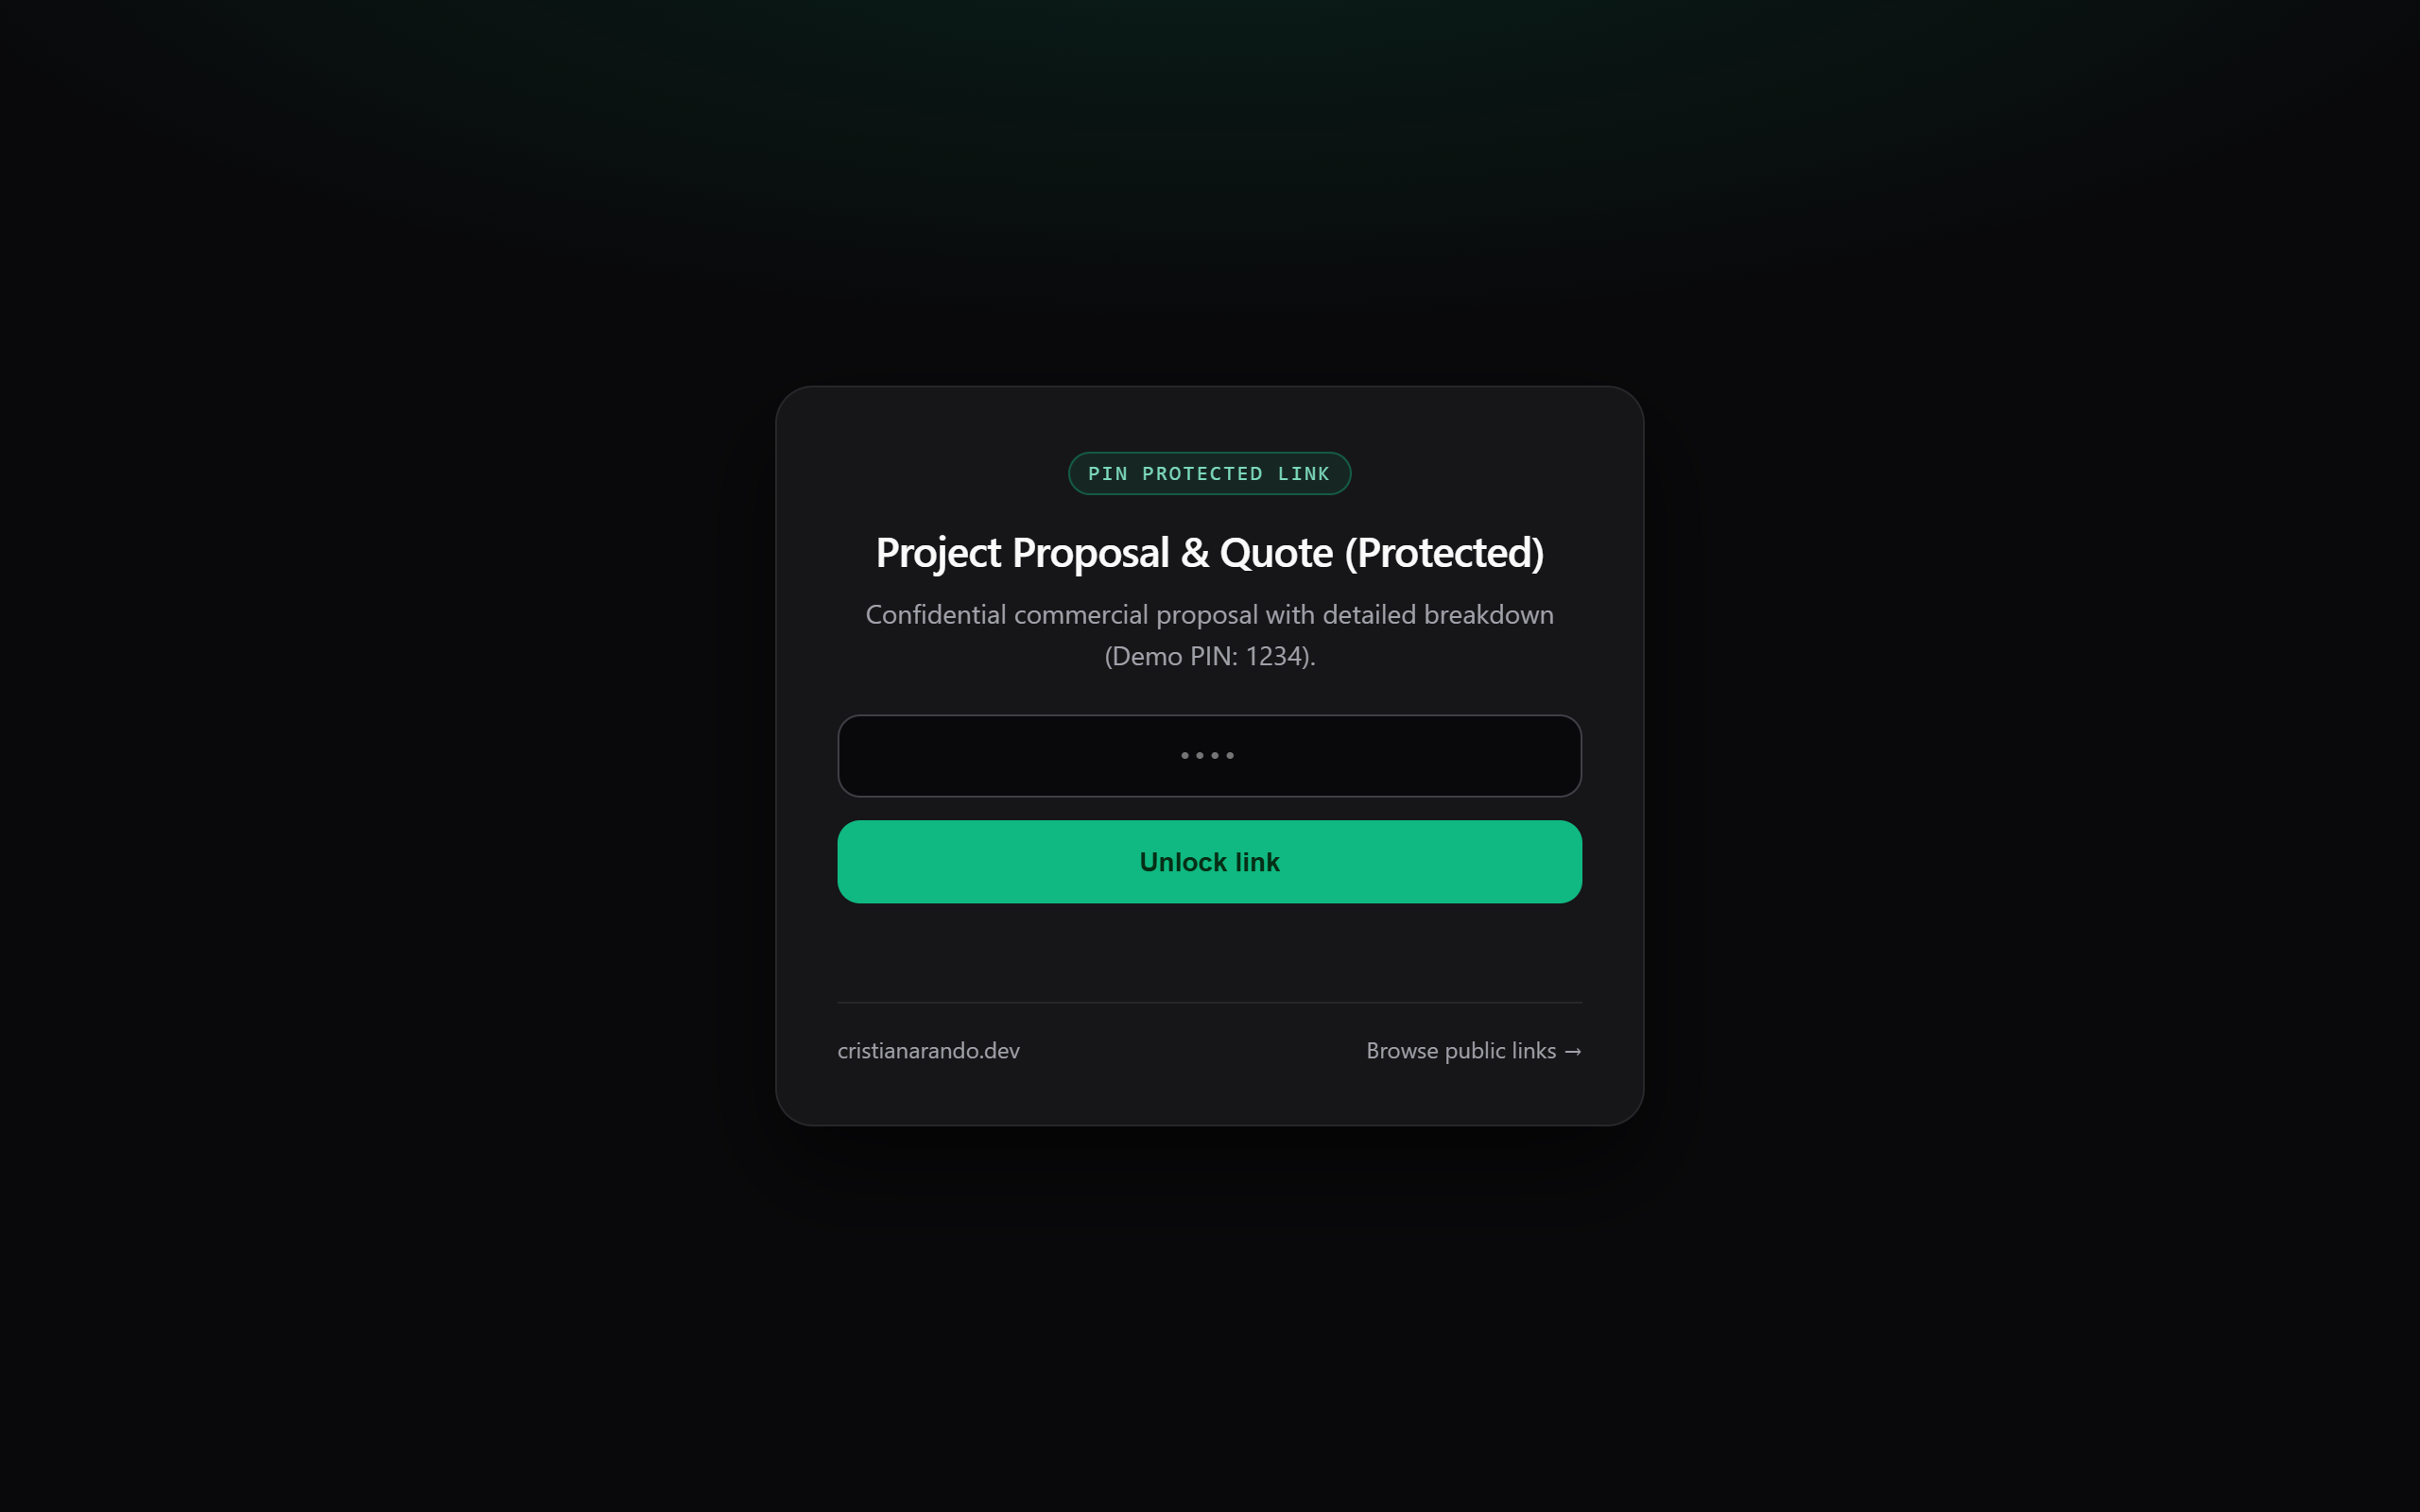 PIN PROTECTED LINK
Project Proposal & Quote (Protected)
Confidential commercial proposal with detailed breakdown
(Demo PIN: 1234).
••••
Unlock link
cristianarando.dev
Browse public links →